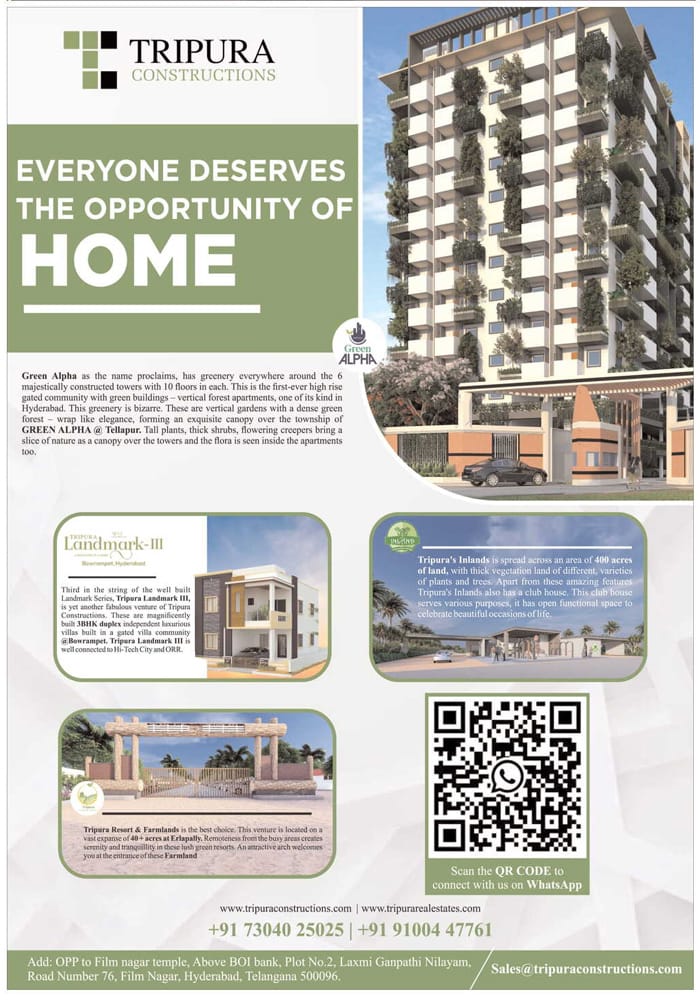 TRIPURA
CONSTRUCTIONS
EVERYONE DESERVES
THE OPPORTUNITY OF
HOME
Green
ALPHA
Green Alpha as the name proclaims, has greenery everywhere around the 6
majestically constructed towers with 10 floors in each. This is the first-ever high rise
gated community with green buildings – vertical forest apartments, one of its kind in
Hyderabad. This greenery is bizarre. These are vertical gardens with a dense green
forest – wrap like elegance, forming an exquisite canopy over the township of
GREEN ALPHA @ Tellapur. Tall plants, thick shrubs, flowering creepers bring a
slice of nature as a canopy over the towers and the flora is seen inside the apartments
too.
TRIPURA
Landmark-III
Bowrampet, Hyderabad
Third in the string of the well built
Landmark Series, Tripura Landmark III,
is yet another fabulous venture of Tripura
Constructions. These are magnificently
built 3BHK duplex independent luxurious
villas built in a gated villa community
@Bowrampet. Tripura Landmark III is
well connected to Hi-Tech City and ORR.
INLAND
Tripura's Inlands is spread across an area of 400 acres
of land, with thick vegetation land of different, varieties
of plants and trees. Apart from these amazing features
Tripura's Inlands also has a club house. This club house
serves various purposes, it has open functional space to
celebrate beautiful occasions of life.
Tripura Resort & Farmlands is the best choice. This venture is located on a
vast expanse of 40+ acres at Erlapally. Remoteness from the busy areas creates
serenity and tranquillity in these lush green resorts. An attractive arch welcomes
you at the entrance of these Farmland
Scan the QR CODE to
connect with us on WhatsApp
www.tripuraconstructions.com | www.tripurarealestates.com
+91 73040 25025 | +91 91004 47761
Add: OPP to Film nagar temple, Above BOI bank, Plot No.2, Laxmi Ganpathi Nilayam,
Road Number 76, Film Nagar, Hyderabad, Telangana 500096.
Sales@tripuraconstructions.com